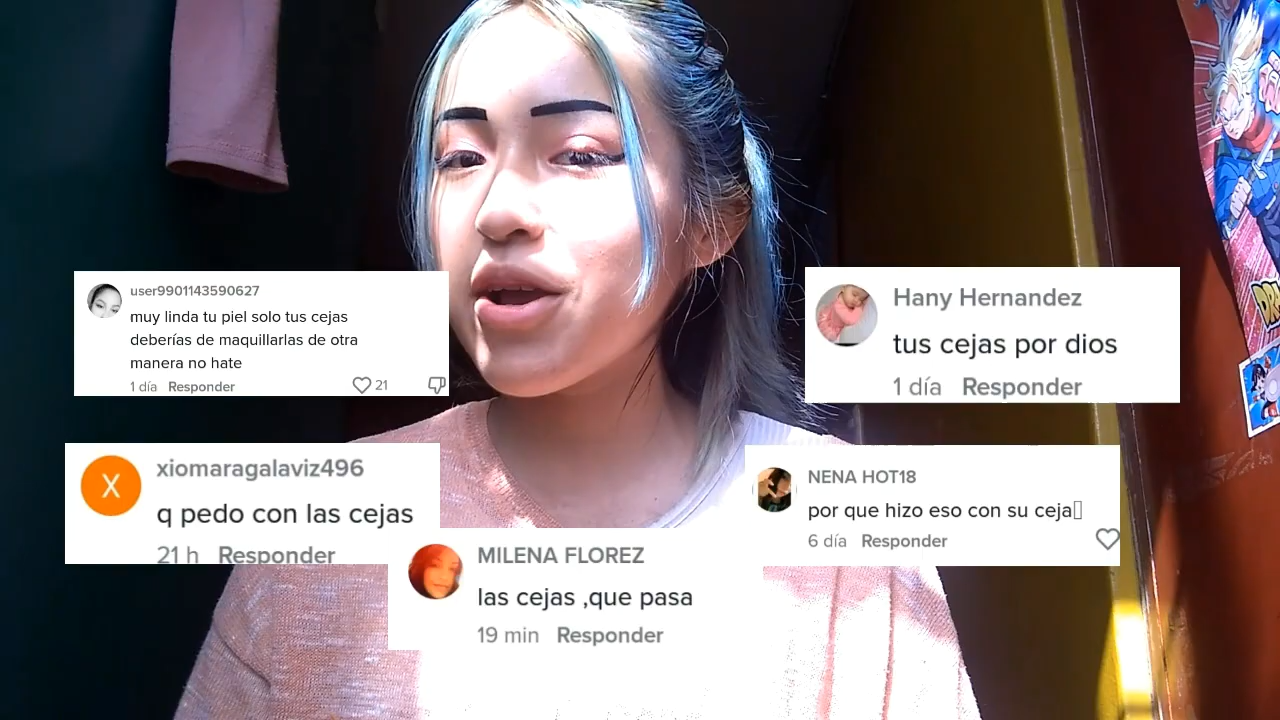 user9901143590627
muy linda tu piel solo tus cejas
deberías de maquillarlas de otra
manera no hate
1 día Responder 21
Hany Hernandez
tus cejas por dios
1 día Responder
xiomaragalaviz496
X
q pedo con las cejas
21 h Responder
NENA HOT18
por que hizo eso con su ceja▯
6 día Responder
MILENA FLOREZ
las cejas ,que pasa
19 min Responder